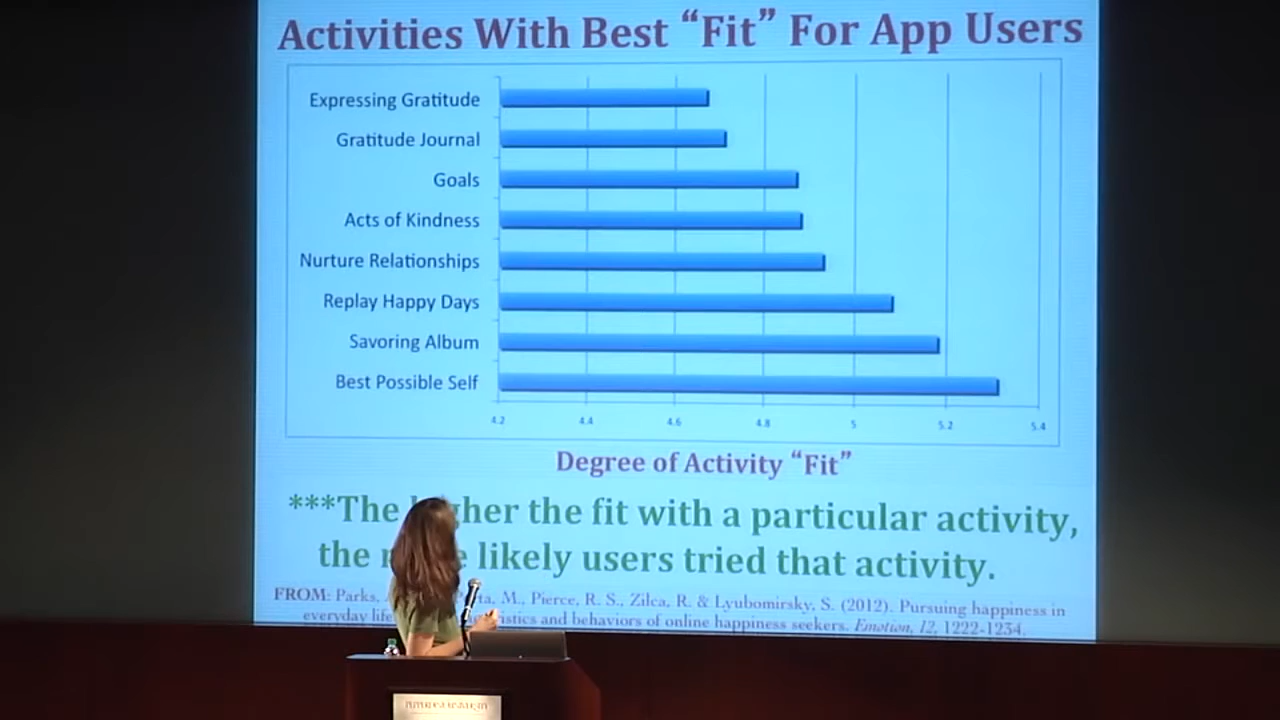 Activities With Best “Fit” For App Users
Expressing Gratitude
Gratitude Journal
Goals
Acts of Kindness
Nurture Relationships
Replay Happy Days
Savoring Album
Best Possible Self
4.2 4.4 4.6 4.8 5 5.2 5.4
Degree of Activity “Fit”
***The her the fit with a particular activity,
the likely users tried that activity.
FROM: Parks, M., Pierce, R. S., Zilca, R. & Lyubomirsky, S. (2012). Pursuing happiness in
everyday life and behaviors of online happiness seekers. Emotion, 12, 1222-1234.